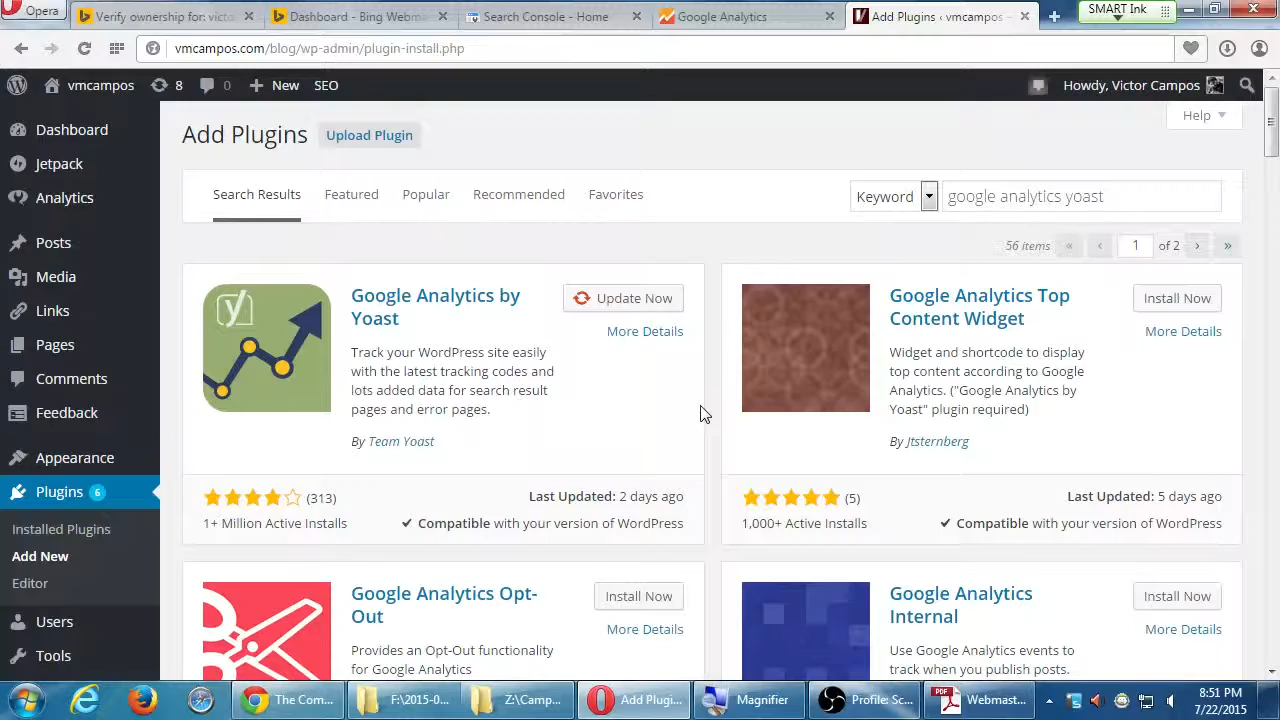 Opera
Verify ownership for: victo
Dashboard - Bing Webma
Search Console - Home
Google Analytics
Add Plugins ‹ vmcampos –
SMART Ink
vmcampos.com/blog/wp-admin/plugin-install.php
vmcampos
8
0
New
SEO
Howdy, Victor Campos
Dashboard
Jetpack
Analytics
Posts
Media
Links
Pages
Comments
Feedback
Appearance
Plugins 6
Installed Plugins
Add New
Editor
Users
Tools
Add Plugins
Upload Plugin
Help
Search Results
Featured
Popular
Recommended
Favorites
Keyword
google analytics yoast
56 items
«
‹
1
of 2
›
»
Google Analytics by
Yoast
Update Now
More Details
Track your WordPress site easily
with the latest tracking codes and
lots added data for search result
pages and error pages.
By Team Yoast
(313)
1+ Million Active Installs
Last Updated: 2 days ago
Compatible with your version of WordPress
Google Analytics Top
Content Widget
Install Now
More Details
Widget and shortcode to display
top content according to Google
Analytics. ("Google Analytics by
Yoast" plugin required)
By Jtsternberg
(5)
1,000+ Active Installs
Last Updated: 5 days ago
Compatible with your version of WordPress
Google Analytics Opt-
Out
Install Now
More Details
Provides an Opt-Out functionality
for Google Analytics
Google Analytics
Internal
Install Now
More Details
Use Google Analytics events to
track when you publish posts.
The Com...
F:\2015-0...
Z:\Camp...
Add Plugi...
Magnifier
Profile Sc...
PDF
Webmast...
8:51 PM
7/22/2015